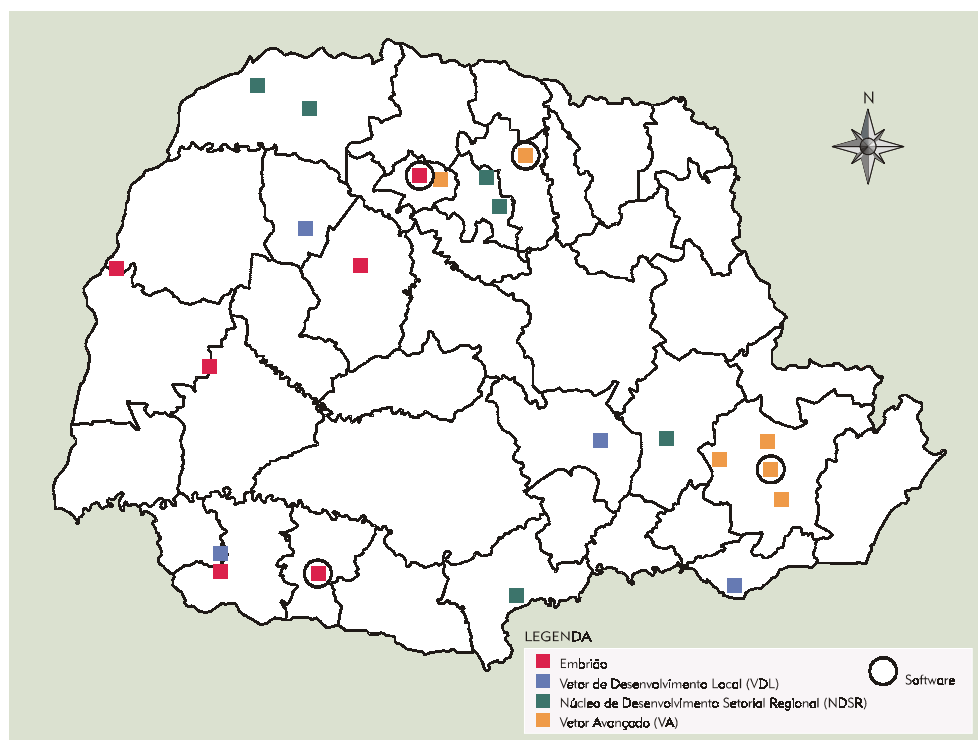 N
LEGENDA
Embrião
Software
Vetor de Desenvolvimento Local (VDL)
Núcleo de Desenvolvimento Setorial Regional (NDSR)
Vetor Avançado (VA)